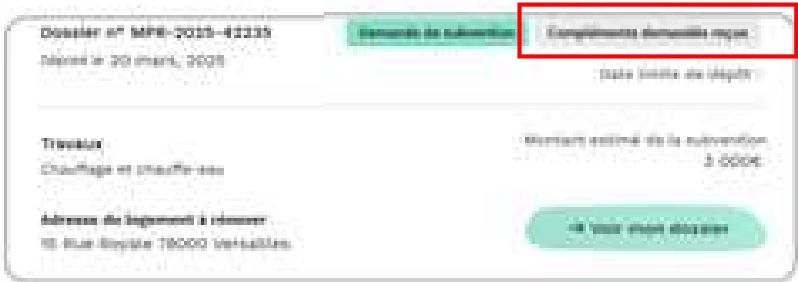 Dossier n° MPR-2025-42235
Demande de subvention
Compléments demandés reçus
Déposé le 20 mars, 2025
Date limite de dépôt :
Travaux
Chauffage et chauffe-eau
Montant estimé de la subvention
Adresse du logement à rénover
15 Rue Royale 78000 Versailles
→ Voir mon dossier